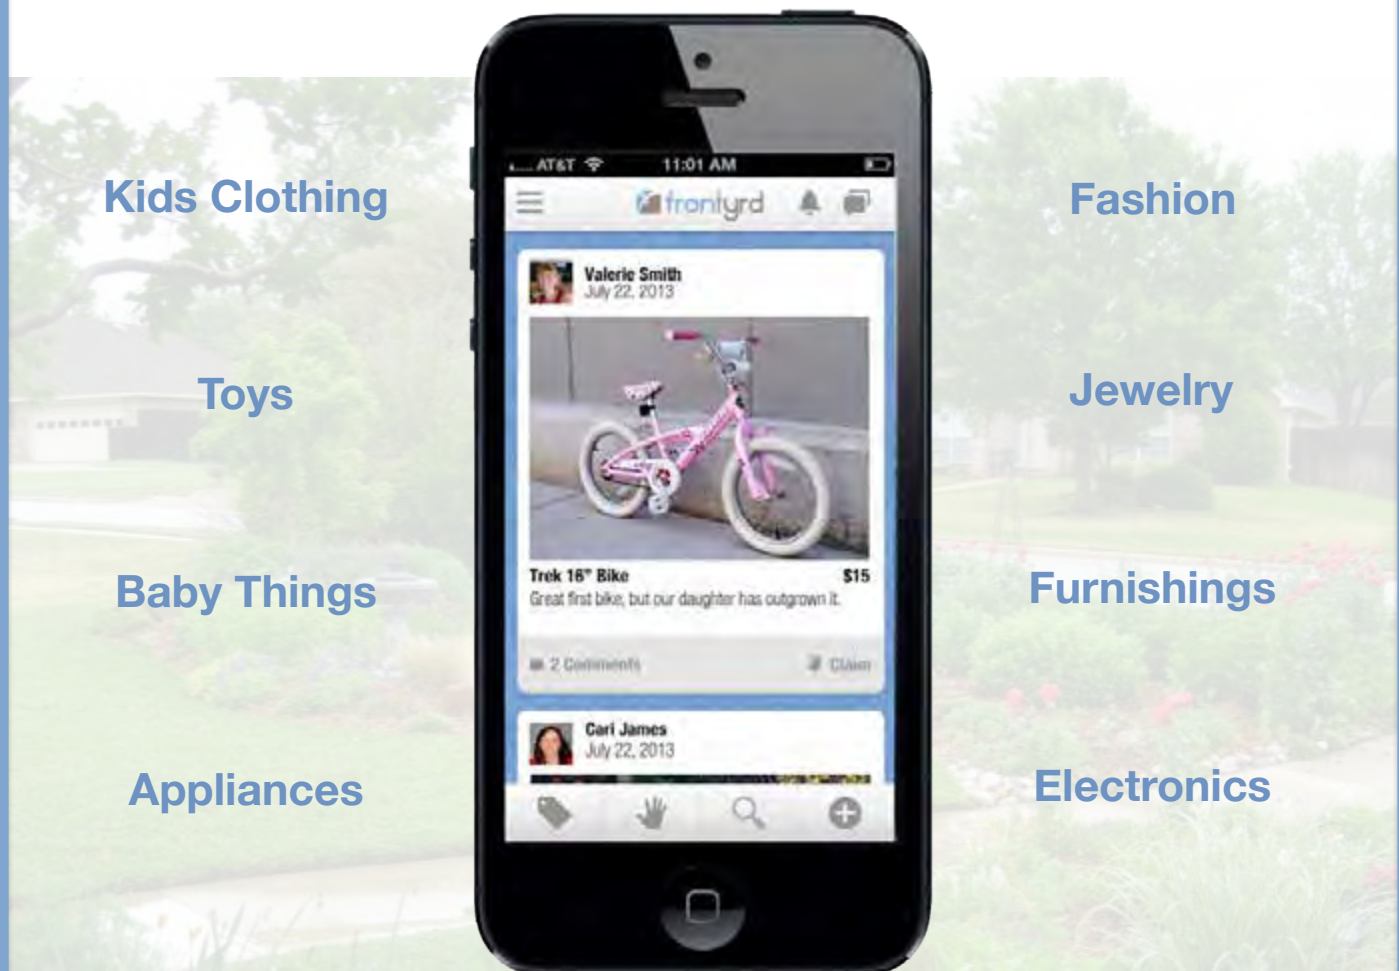 Kids Clothing
Toys
Baby Things
Appliances
AT&T 11:01 AM
frontyrd
Valerie Smith
July 22, 2013
Trek 16" Bike $15
Great first bike, but our daughter has outgrown it.
2 Comments Claim
Cari James
July 22, 2013
Fashion
Jewelry
Furnishings
Electronics